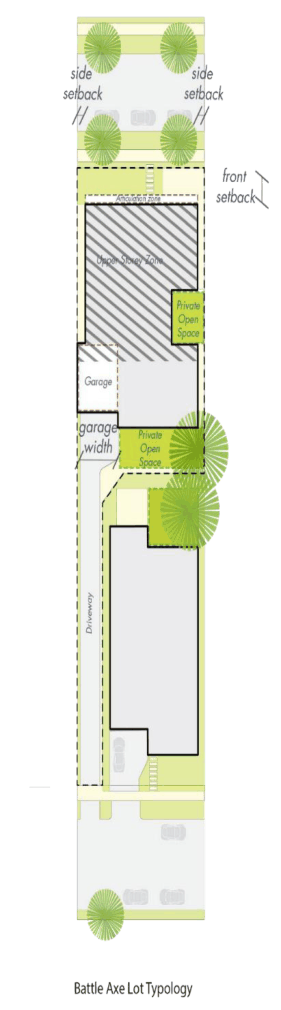 side
setback
side
setback
front
setback
Articulation zone
Upper Storey Zone
Private
Open
Space
Garage
garage
width
Private
Open
Space
Driveway
Battle Axe Lot Typology